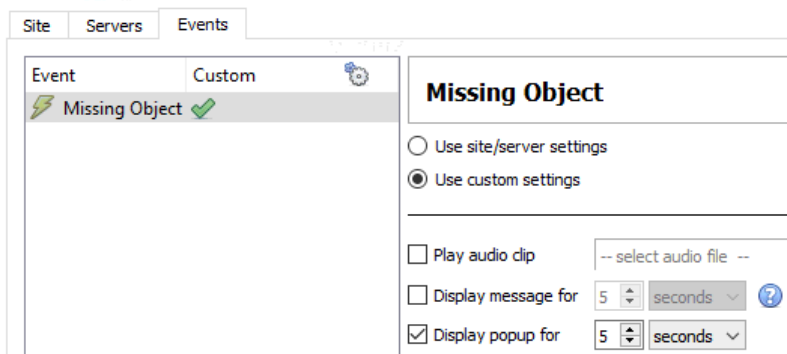 Site Servers Events
Event Custom
Missing Object
Missing Object
Use site/server settings
Use custom settings
Play audio clip -- select audio file --
Display message for 5 seconds ?
Display popup for 5 seconds